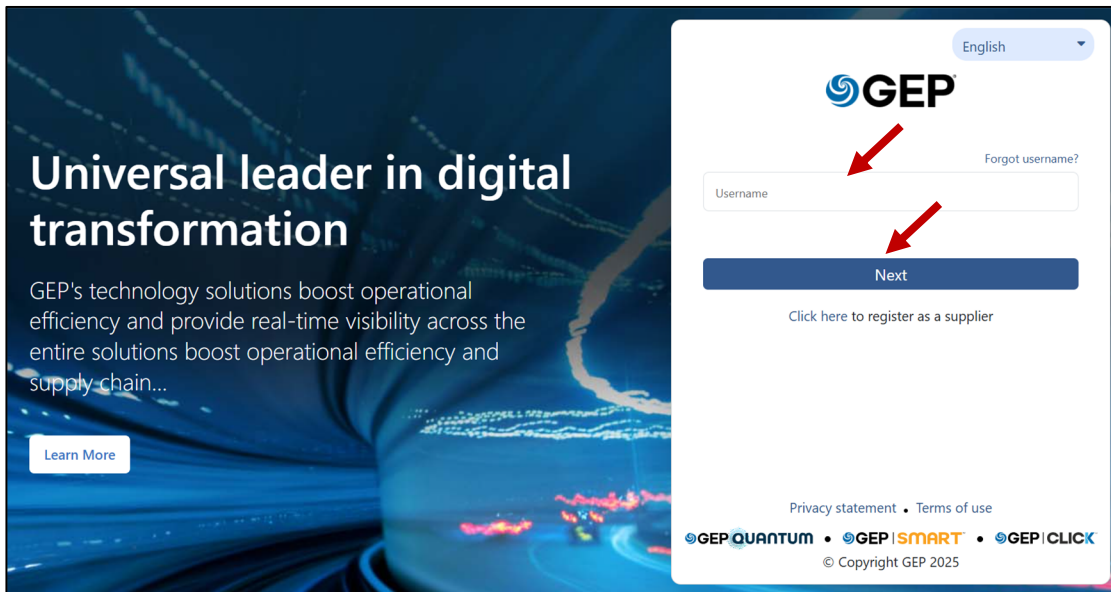 Universal leader in digital
transformation
GEP's technology solutions boost operational
efficiency and provide real-time visibility across the
entire solutions boost operational efficiency and
supply chain...
Learn More
English
GEP
Forgot username?
Username
Next
Click here to register as a supplier
Privacy statement • Terms of use
GEP QUANTUM • GEP | SMART • GEP | CLICK
© Copyright GEP 2025